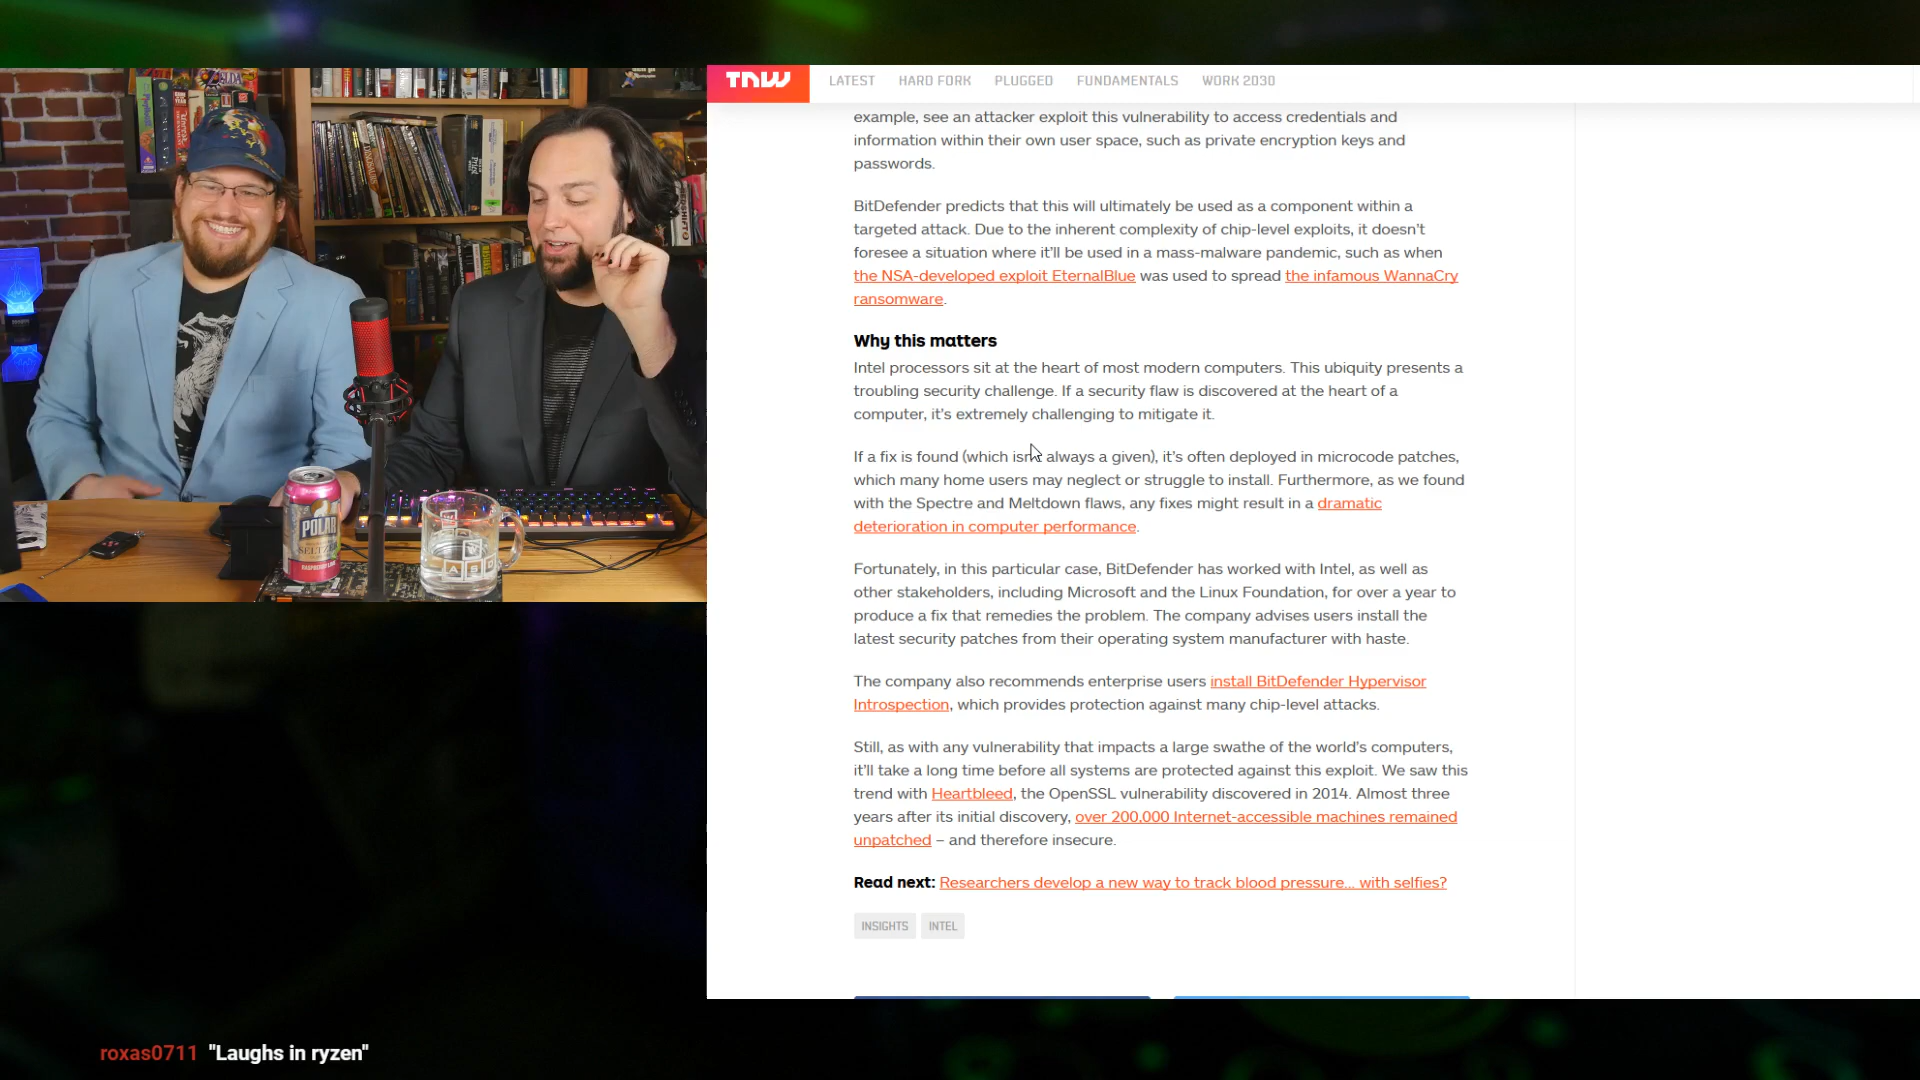 TNW LATEST HARD FORK PLUGGED FUNDAMENTALS WORK 2030
example, see an attacker exploit this vulnerability to access credentials and
information within their own user space, such as private encryption keys and
passwords.
BitDefender predicts that this will ultimately be used as a component within a
targeted attack. Due to the inherent complexity of chip-level exploits, it doesn't
foresee a situation where it'll be used in a mass-malware pandemic, such as when
the NSA-developed exploit EternalBlue was used to spread the infamous WannaCry
ransomware.
Why this matters
Intel processors sit at the heart of most modern computers. This ubiquity presents a
troubling security challenge. If a security flaw is discovered at the heart of a
computer, it's extremely challenging to mitigate it.
If a fix is found (which isn't always a given), it's often deployed in microcode patches,
which many home users may neglect or struggle to install. Furthermore, as we found
with the Spectre and Meltdown flaws, any fixes might result in a dramatic
deterioration in computer performance.
Fortunately, in this particular case, BitDefender has worked with Intel, as well as
other stakeholders, including Microsoft and the Linux Foundation, for over a year to
produce a fix that remedies the problem. The company advises users install the
latest security patches from their operating system manufacturer with haste.
The company also recommends enterprise users install BitDefender Hypervisor
Introspection, which provides protection against many chip-level attacks.
Still, as with any vulnerability that impacts a large swathe of the world's computers,
it'll take a long time before all systems are protected against this exploit. We saw this
trend with Heartbleed, the OpenSSL vulnerability discovered in 2014. Almost three
years after its initial discovery, over 200,000 Internet-accessible machines remained
unpatched – and therefore insecure.
Read next: Researchers develop a new way to track blood pressure... with selfies?
INSIGHTS INTEL
ZELDA
POLAR
SELTZER
roxas0711 "Laughs in ryzen"